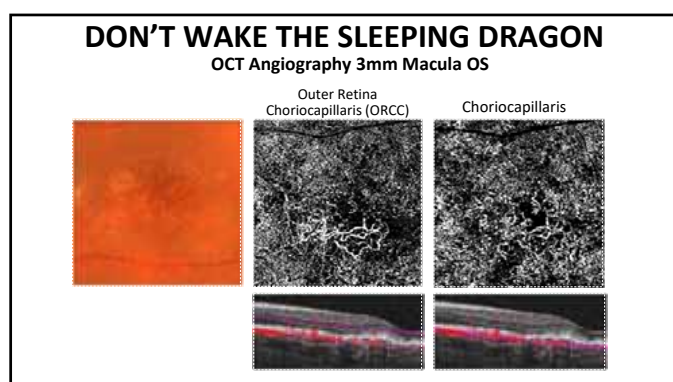 DON'T WAKE THE SLEEPING DRAGON
OCT Angiography 3mm Macula OS
Outer Retina
Choriocapillaris (ORCC)
Choriocapillaris